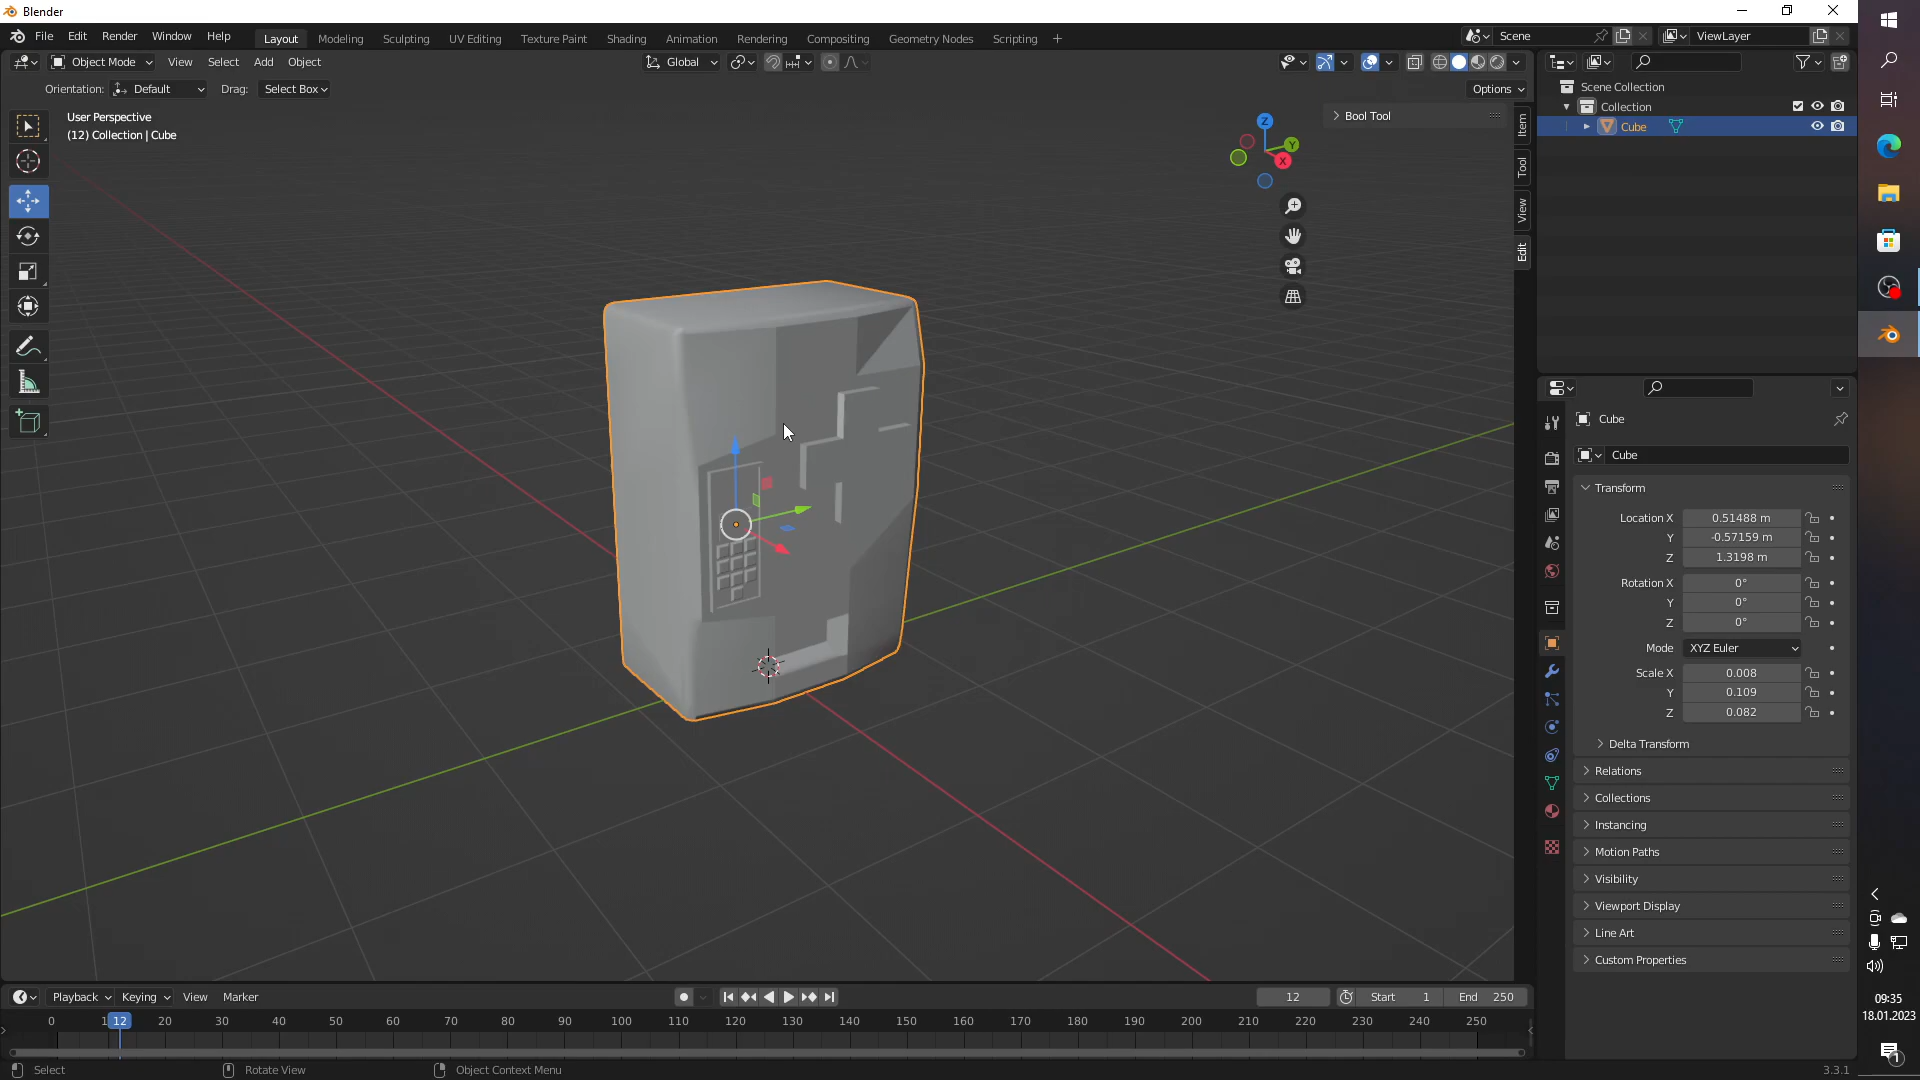 Blender
File Edit Render Window Help
Layout Modeling Sculpting UV Editing Texture Paint Shading Animation Rendering Compositing Geometry Nodes Scripting +
Scene
ViewLayer
Object Mode View Select Add Object
Global
Orientation: Default Drag: Select Box
Options
User Perspective
(12) Collection | Cube
Z
Y
X
Bool Tool
Item
Tool
View
Edit
Scene Collection
Collection
Cube
Cube
Cube
Transform
Location X 0.51488 m
Y -0.57159 m
Z 1.3198 m
Rotation X 0°
Y 0°
Z 0°
Mode XYZ Euler
Scale X 0.008
Y 0.109
Z 0.082
Delta Transform
Relations
Collections
Instancing
Motion Paths
Visibility
Viewport Display
Line Art
Custom Properties
Playback Keying View Marker
12 Start 1 End 250
0 1 12 20 30 40 50 60 70 80 90 100 110 120 130 140 150 160 170 180 190 200 210 220 230 240 250
Select Rotate View Object Context Menu
3.3.1
09:35
18.01.2023
1